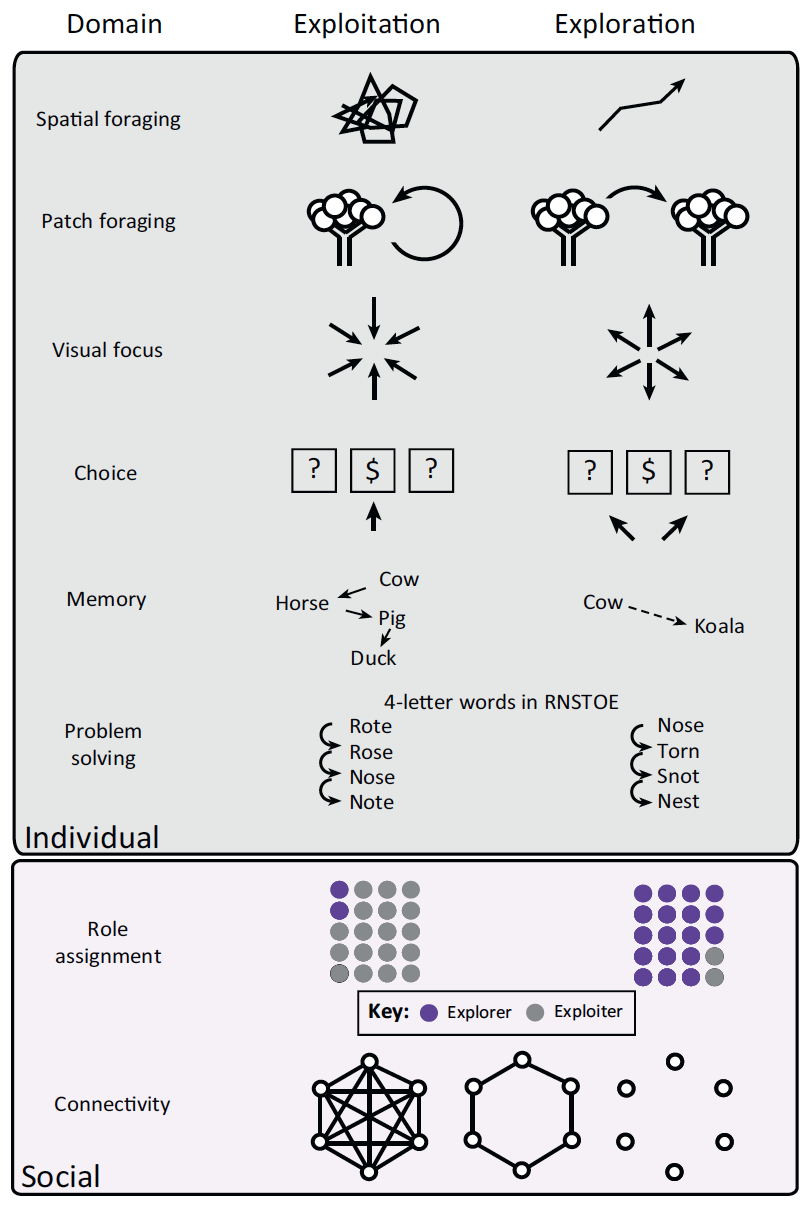 Domain Exploitation Exploration
Spatial foraging
Patch foraging
Visual focus
Choice
? $ ? ? $ ?
Memory
Cow
Horse
Pig
Duck
Cow
Koala
4-letter words in RNSTOE
Problem
solving
Rote
Rose
Nose
Note
Nose
Torn
Snot
Nest
Individual
Role
assignment
Key: Explorer Exploiter
Connectivity
Social